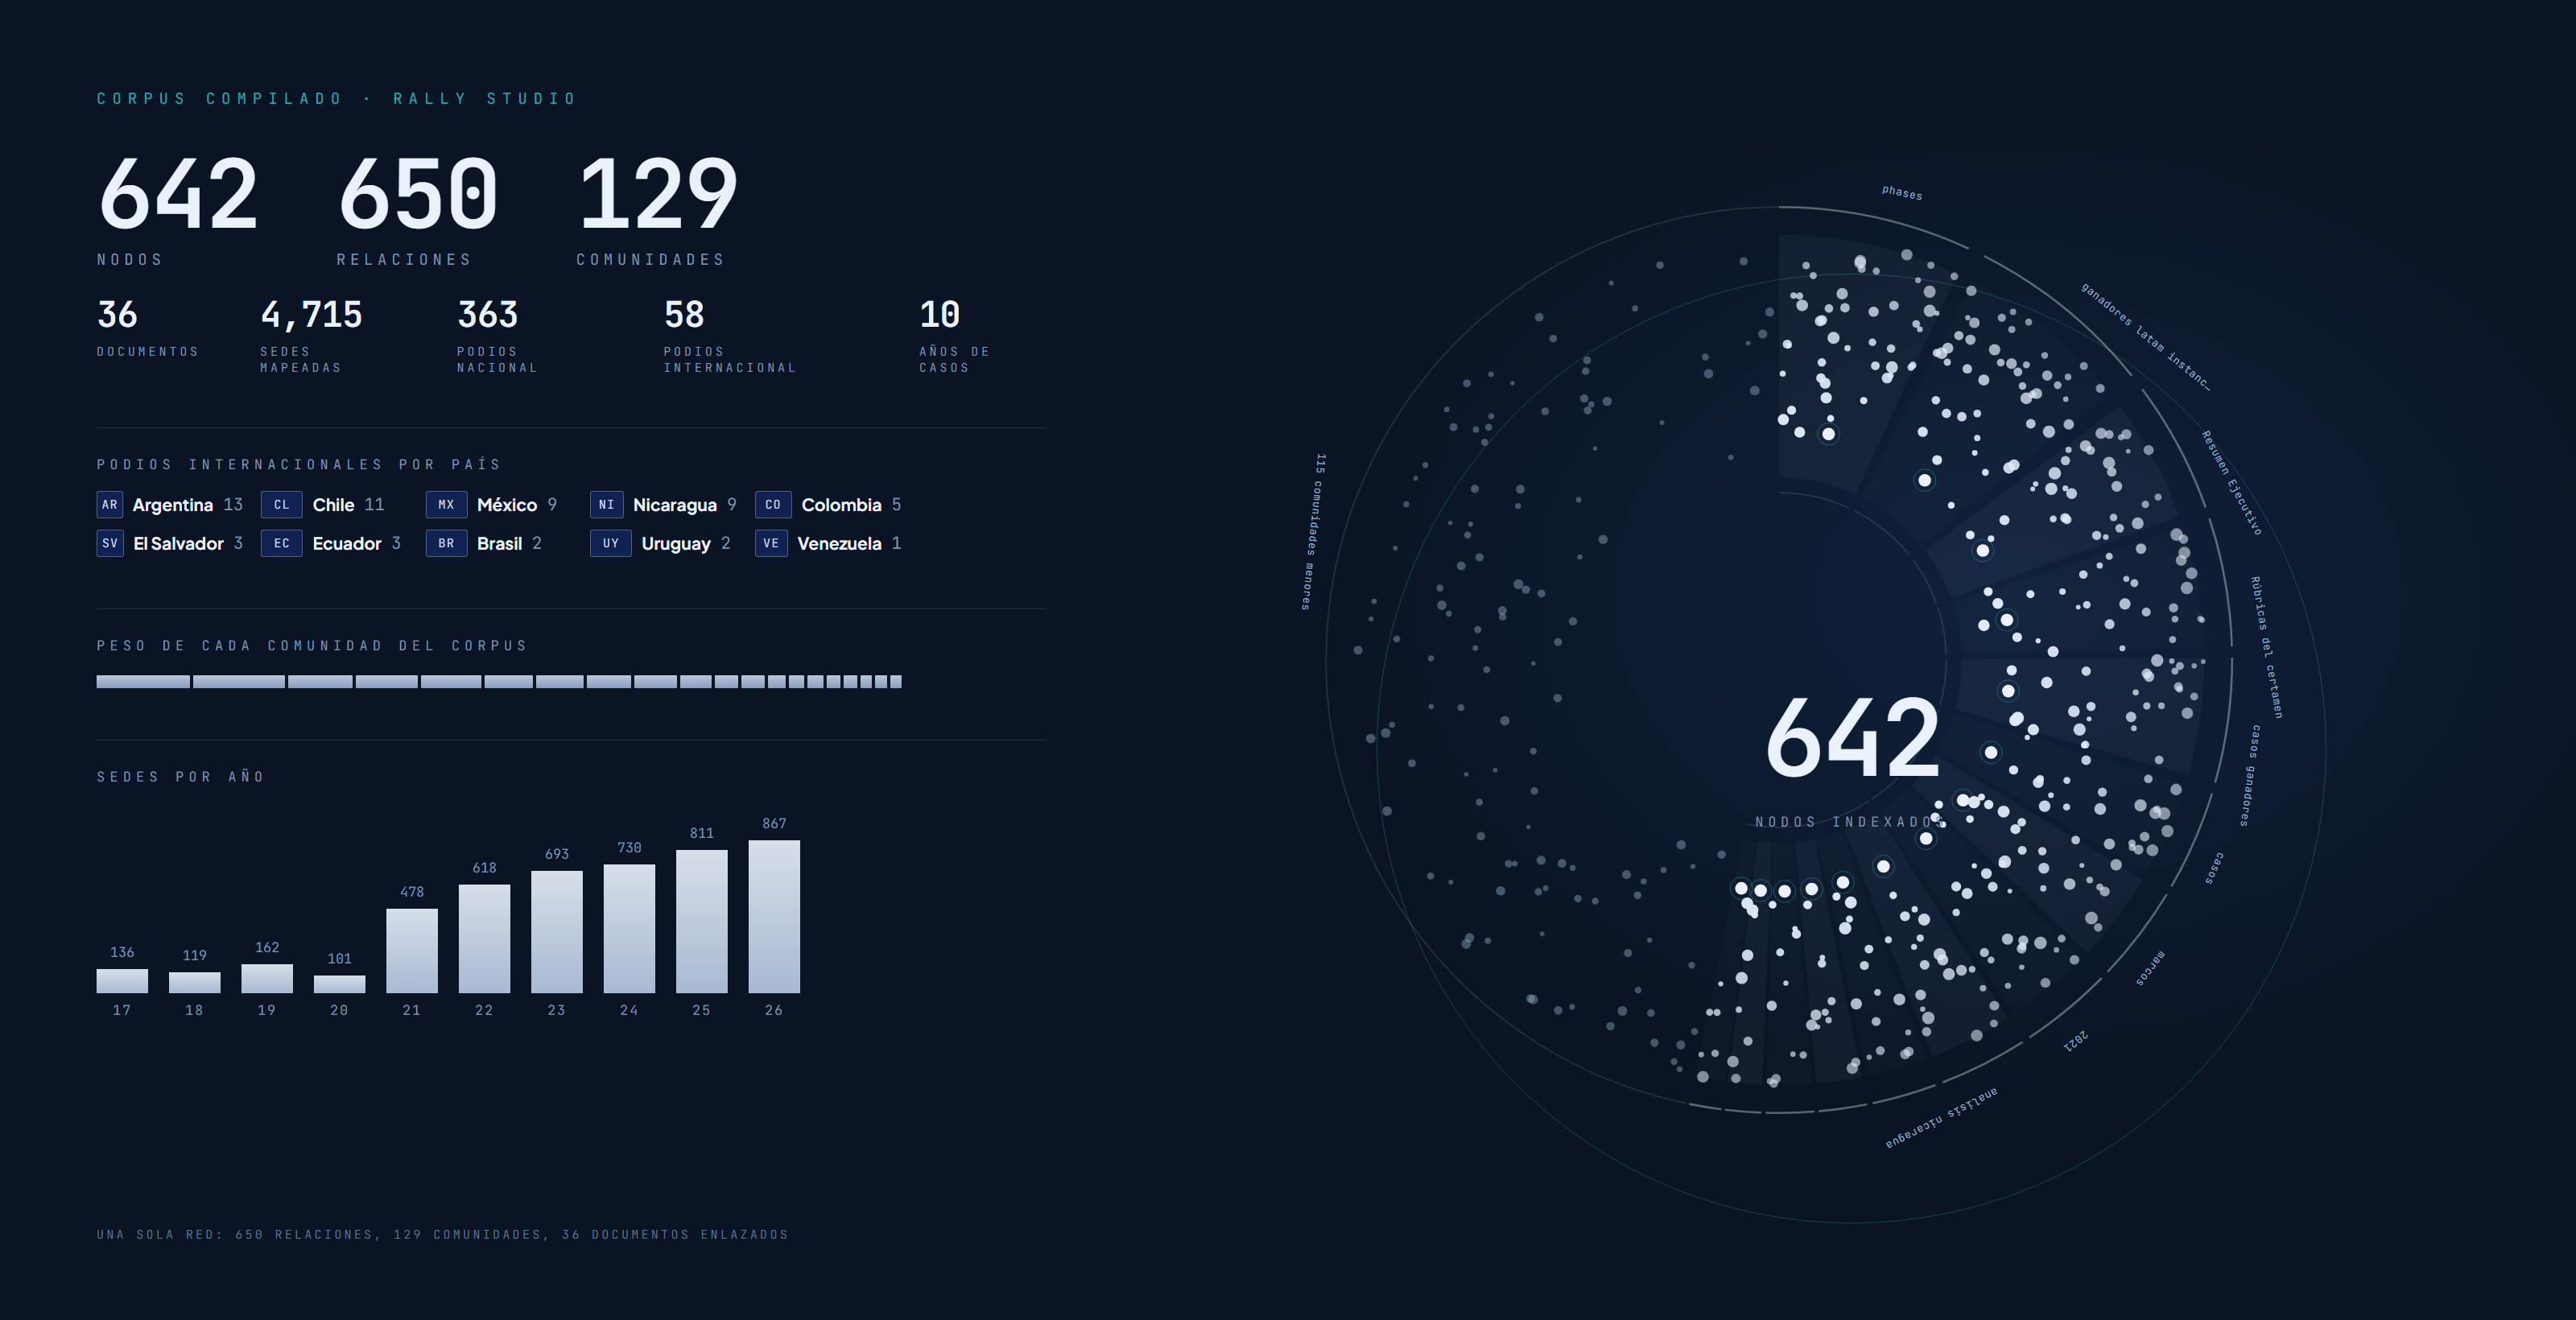 CORPUS COMPILADO · RALLY STUDIO
642 650 129
NODOS RELACIONES COMUNIDADES
36 4,715 363 58 10
DOCUMENTOS SEDES PODIOS PODIOS AÑOS DE
MAPEADAS NACIONAL INTERNACIONAL CASOS
PODIOS INTERNACIONALES POR PAÍS
AR Argentina 13 CL Chile 11 MX México 9 NI Nicaragua 9 CO Colombia 5
SV El Salvador 3 EC Ecuador 3 BR Brasil 2 UY Uruguay 2 VE Venezuela 1
PESO DE CADA COMUNIDAD DEL CORPUS
SEDES POR AÑO
136 119 162 101 478 618 693 730 811 867
17 18 19 20 21 22 23 24 25 26
UNA SOLA RED: 650 RELACIONES, 129 COMUNIDADES, 36 DOCUMENTOS ENLAZADOS
phases
ganadores latam instanc…
Resumen Ejecutivo
Rúbricas del certamen
casos ganadores
casos
marcos
2021
analisis nicaragua
115 comunidades menores
642
NODOS INDEXADOS